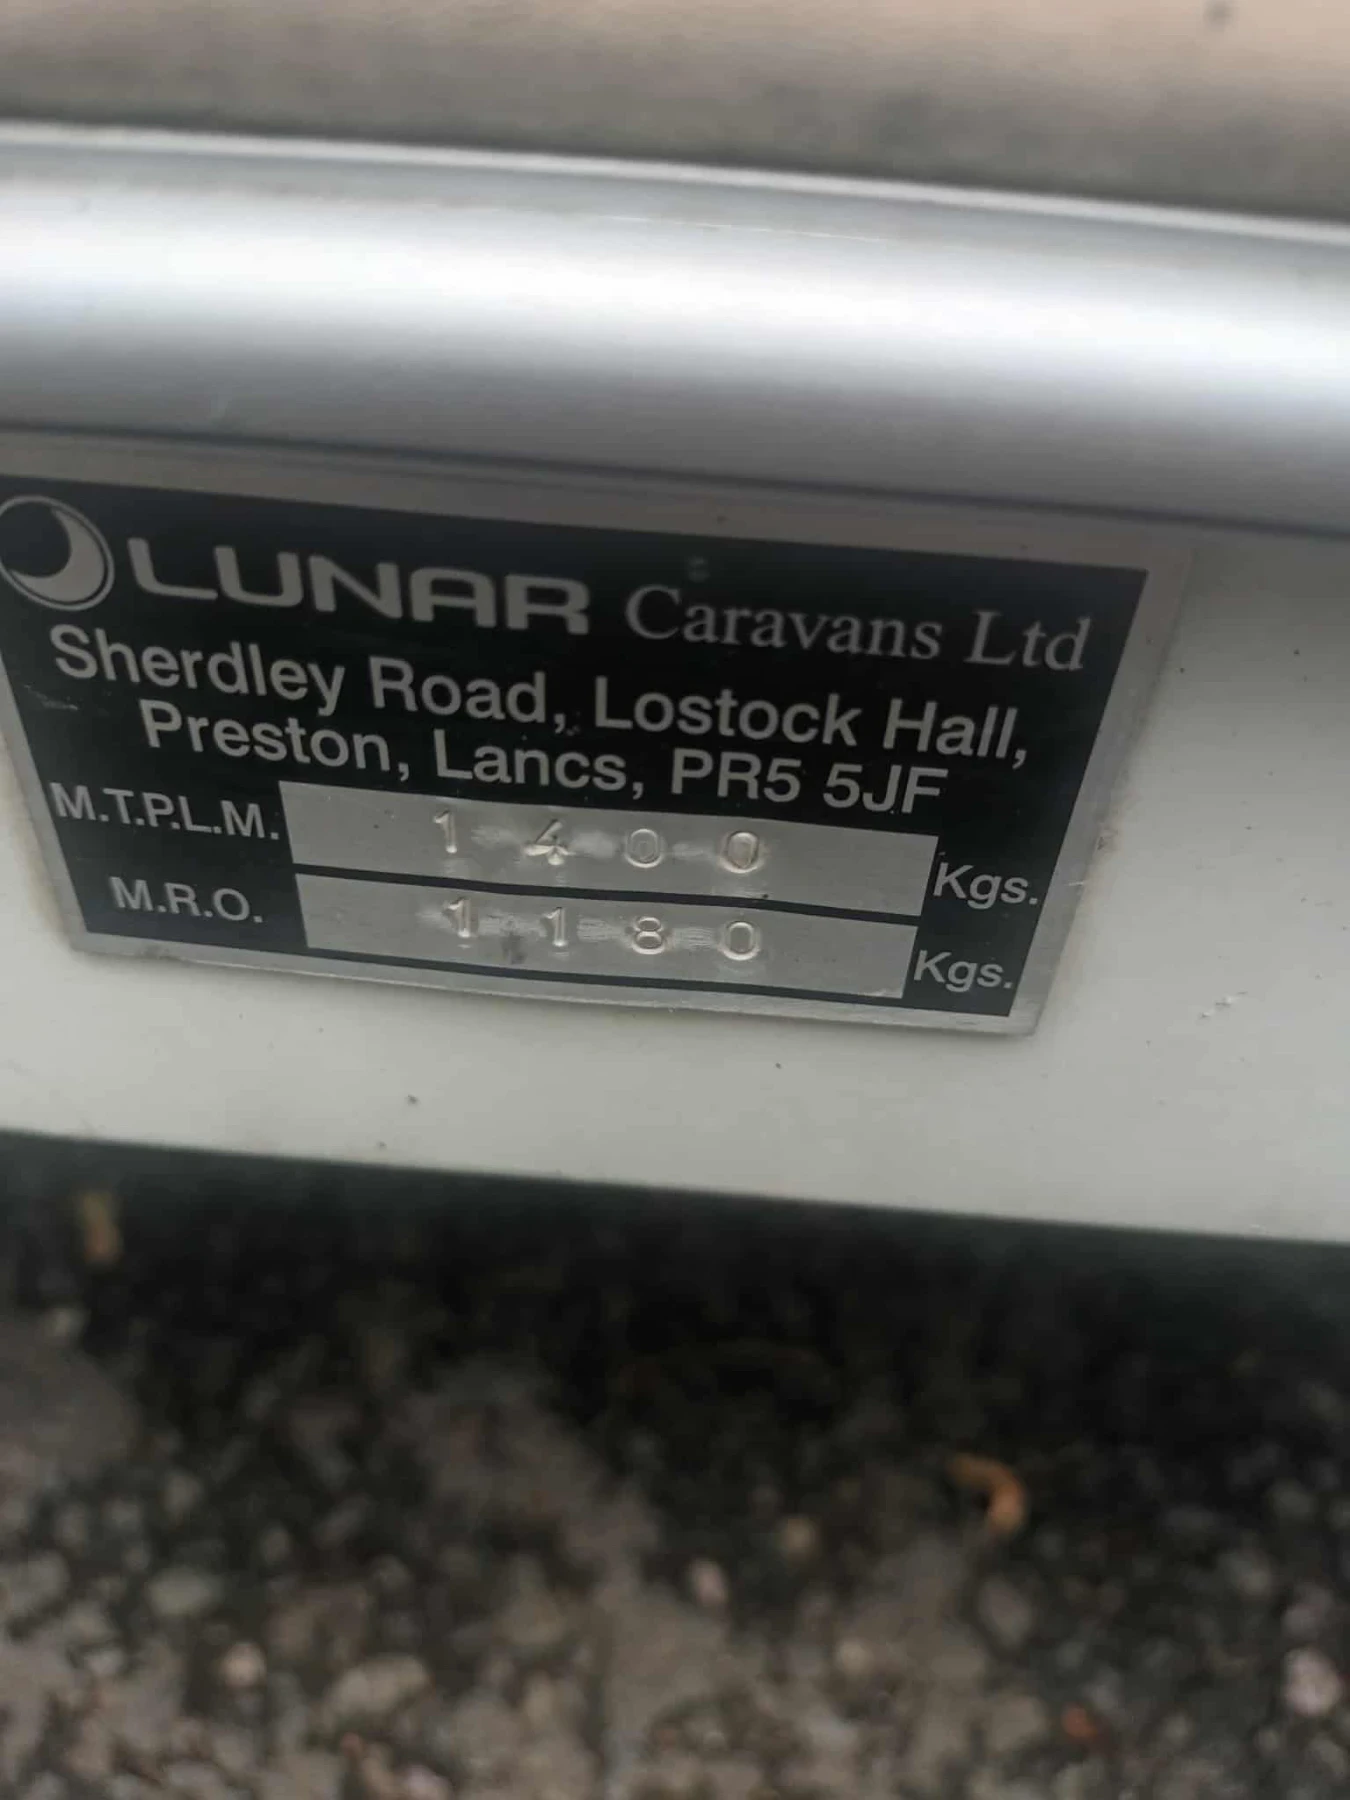 LUNAR Caravans Ltd
Sherdley Road, Lostock Hall,
Preston, Lancs, PR5 5JF
M.T.P.L.M. 1400 Kgs.
M.R.O. 1180 Kgs.